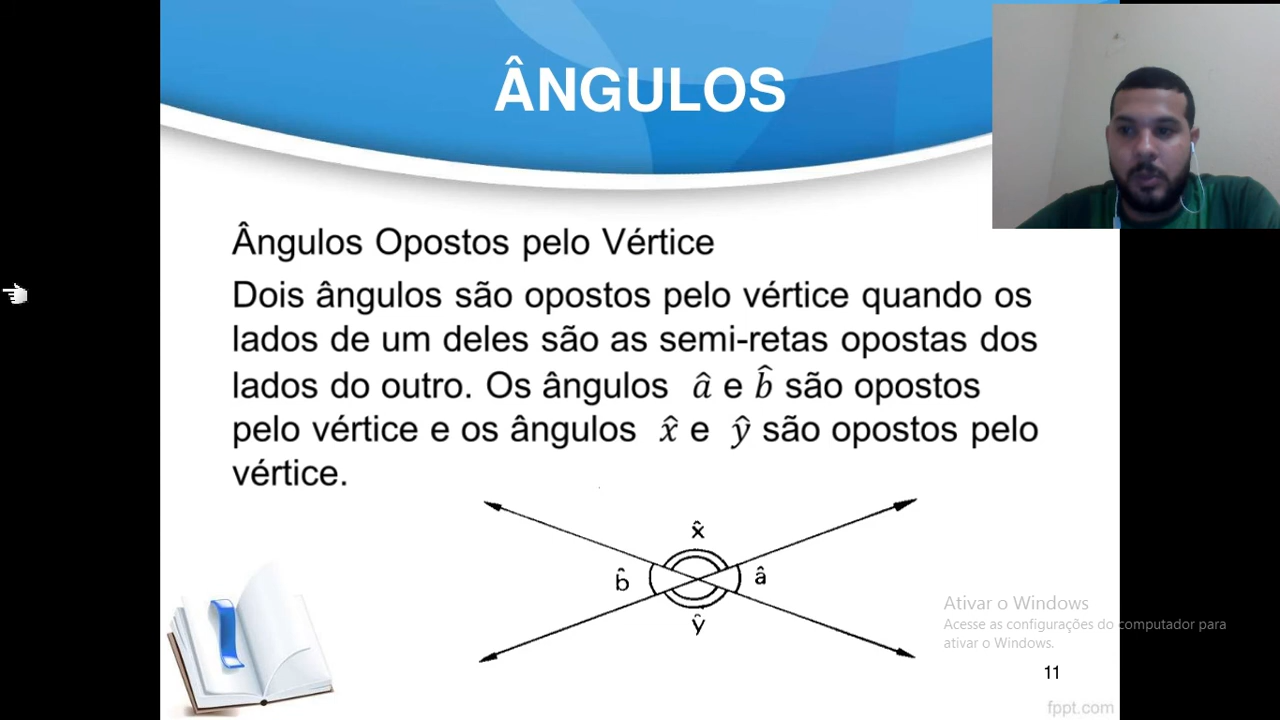 ÂNGULOS
Ângulos Opostos pelo Vértice
Dois ângulos são opostos pelo vértice quando os
lados de um deles são as semi-retas opostas dos
lados do outro. Os ângulos â e b̂ são opostos
pelo vértice e os ângulos x̂ e ŷ são opostos pelo
vértice.
x̂
b̂
â
ŷ
Ativar o Windows
Acesse as configurações do computador para
ativar o Windows.
11
fppt.com